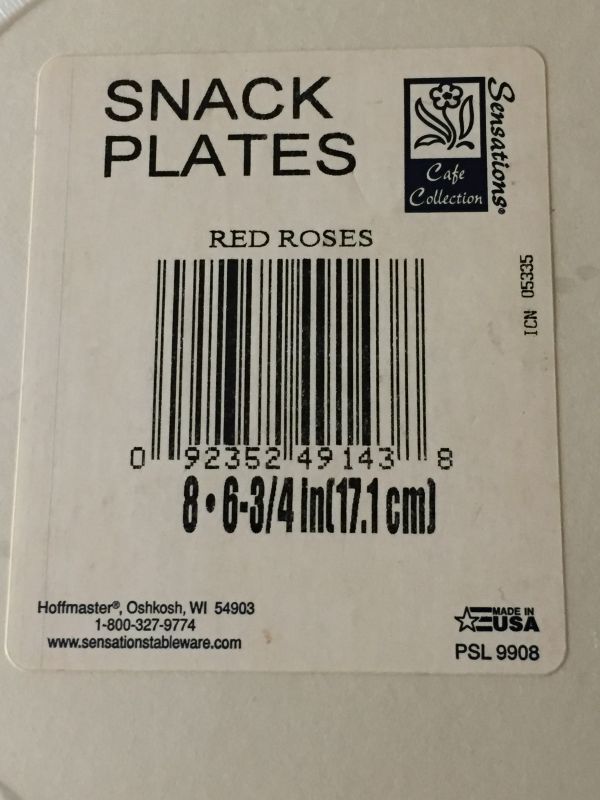 SNACK
PLATES
Sensations®
Cafe
Collection
RED ROSES
ICN 05335
0 92352 49143 8
8 • 6-3/4 in(17.1 cm)
Hoffmaster®, Oshkosh, WI 54903
1-800-327-9774
www.sensationstableware.com
MADE IN
USA
PSL 9908